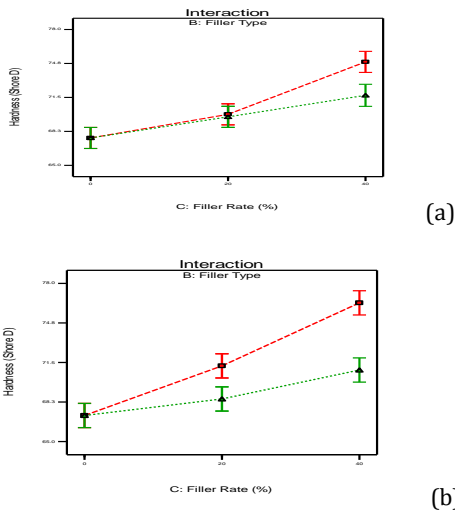 Interaction
B: Filler Type
78.0
74.8
71.5
68.3
65.0
Hardness (Shore D)
0 20 40
C: Filler Rate (%)
(a)
Interaction
B: Filler Type
78.0
74.8
71.5
68.3
65.0
Hardness (Shore D)
0 20 40
C: Filler Rate (%)
(b)